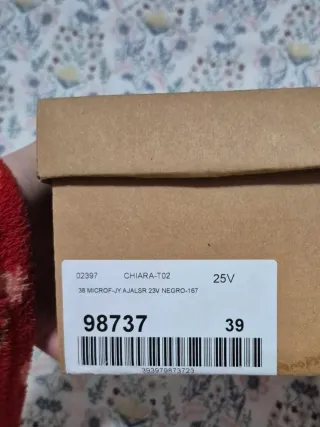 02397 CHIARA-T02 25V
38 MICROF-JY AJALSR 23V NEGRO-167
98737 39
393979873723